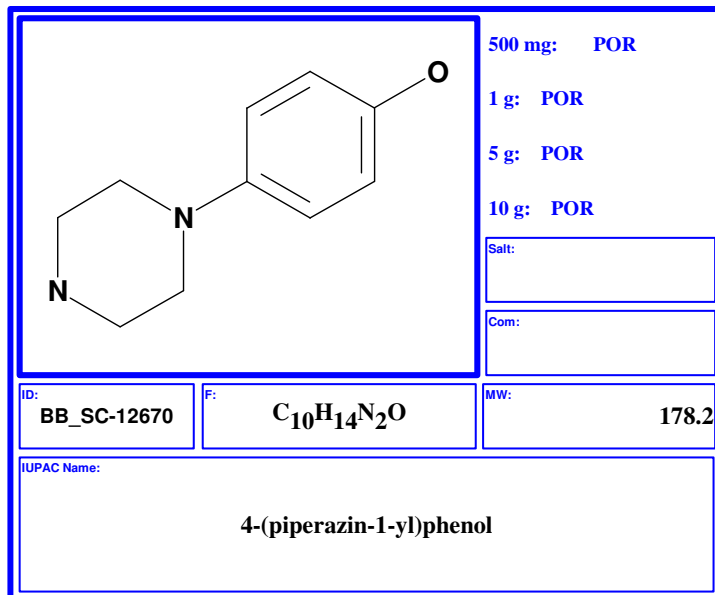 O
N
N
500 mg: POR
1 g: POR
5 g: POR
10 g: POR
Salt:
Com:
ID:
BB_SC-12670
F:
C10H14N2O
MW:
178.2
IUPAC Name:
4-(piperazin-1-yl)phenol